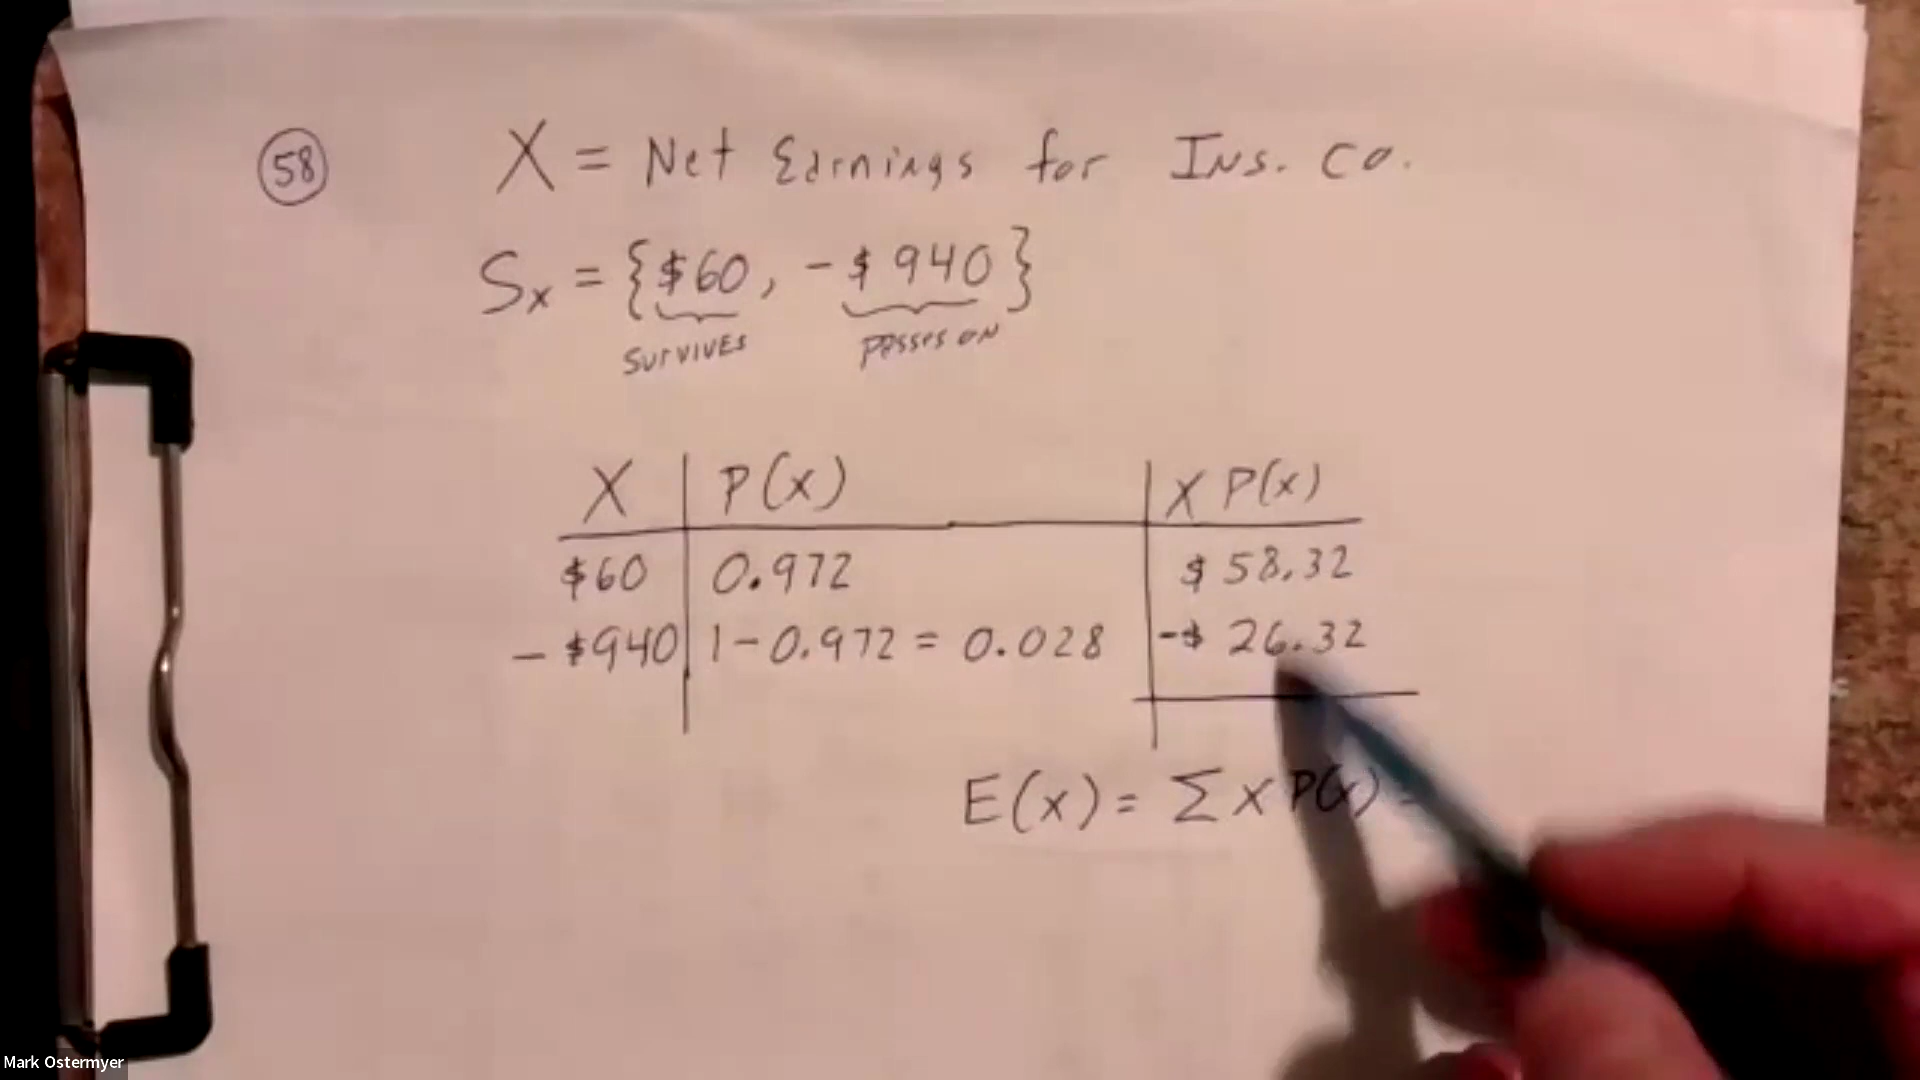 58 X = Net Earnings for Ins. Co.
Sx = {$60, -$940}
survives passes on
X P(x) X P(x)
$60 0.972 $58.32
-$940 1-0.972 = 0.028 -$26.32
E(x) = Σ X P(x) =
Mark Ostermyer